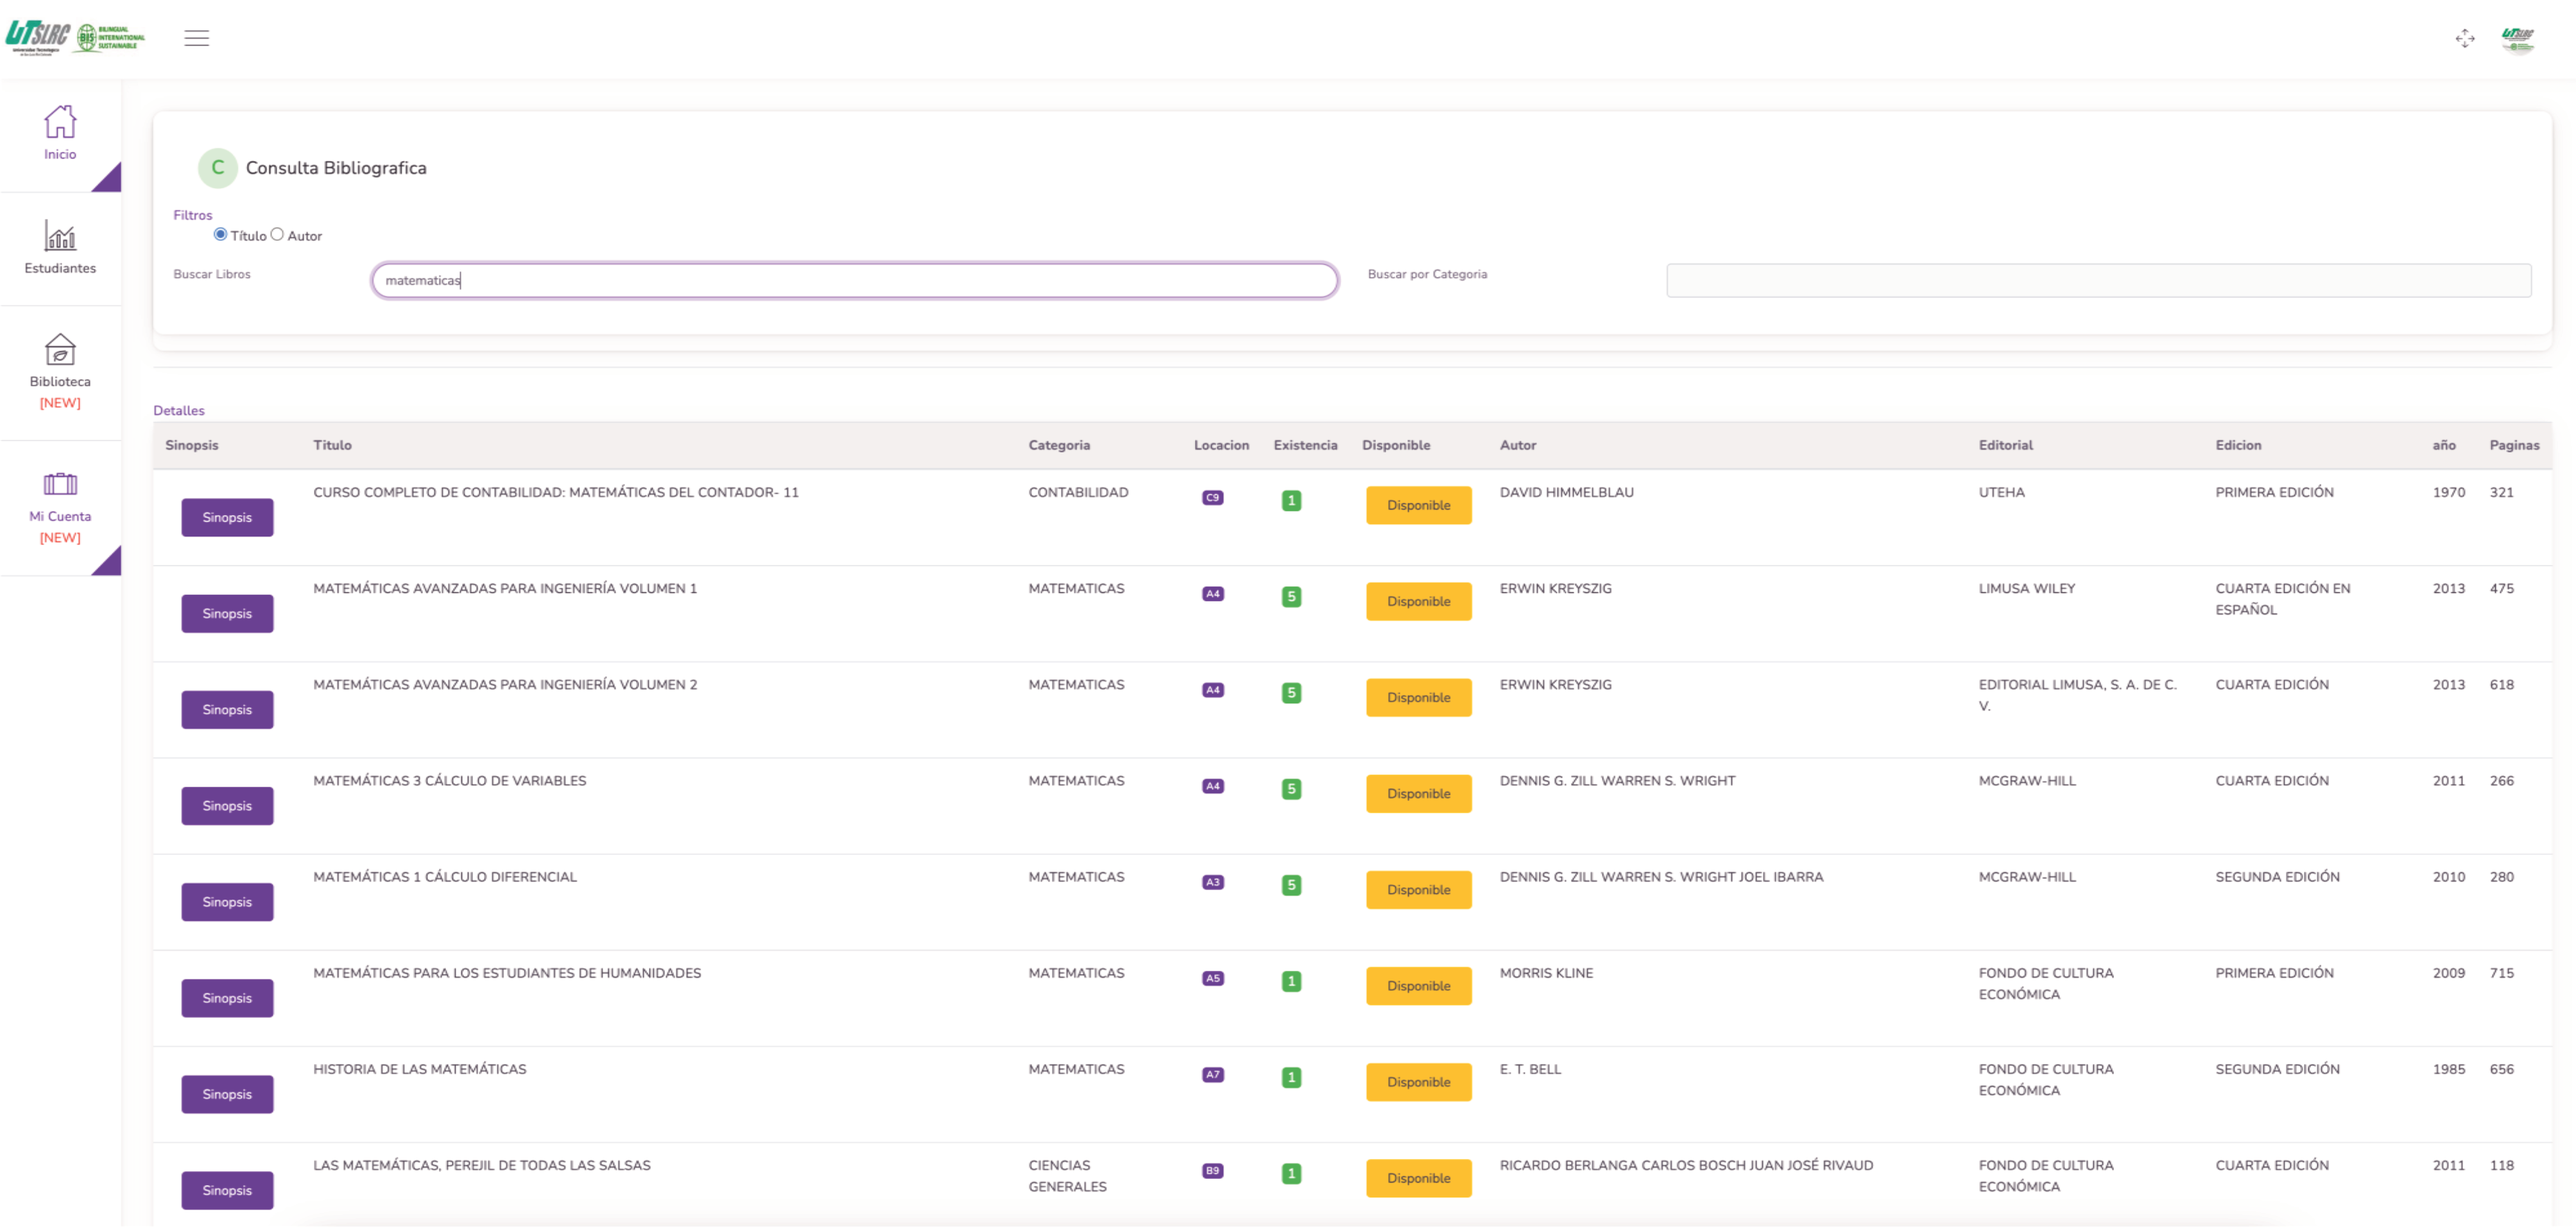 UTSLRC BIS BILINGUAL
INTERNATIONAL
SUSTAINABLE
Inicio
Estudiantes
Biblioteca
[NEW]
Mi Cuenta
[NEW]
C Consulta Bibliografica
Filtros
Título Autor
Buscar Libros matematicas Buscar por Categoria
Detalles
Sinopsis Titulo Categoria Locacion Existencia Disponible Autor Editorial Edicion año Paginas
Sinopsis CURSO COMPLETO DE CONTABILIDAD: MATEMÁTICAS DEL CONTADOR- 11 CONTABILIDAD C9 1 Disponible DAVID HIMMELBLAU UTEHA PRIMERA EDICIÓN 1970 321
Sinopsis MATEMÁTICAS AVANZADAS PARA INGENIERÍA VOLUMEN 1 MATEMATICAS A4 5 Disponible ERWIN KREYSZIG LIMUSA WILEY CUARTA EDICIÓN EN 2013 475
ESPAÑOL
Sinopsis MATEMÁTICAS AVANZADAS PARA INGENIERÍA VOLUMEN 2 MATEMATICAS A4 5 Disponible ERWIN KREYSZIG EDITORIAL LIMUSA, S. A. DE C. CUARTA EDICIÓN 2013 618
V.
Sinopsis MATEMÁTICAS 3 CÁLCULO DE VARIABLES MATEMATICAS A4 5 Disponible DENNIS G. ZILL WARREN S. WRIGHT MCGRAW-HILL CUARTA EDICIÓN 2011 266
Sinopsis MATEMÁTICAS 1 CÁLCULO DIFERENCIAL MATEMATICAS A3 5 Disponible DENNIS G. ZILL WARREN S. WRIGHT JOEL IBARRA MCGRAW-HILL SEGUNDA EDICIÓN 2010 280
Sinopsis MATEMÁTICAS PARA LOS ESTUDIANTES DE HUMANIDADES MATEMATICAS A5 1 Disponible MORRIS KLINE FONDO DE CULTURA PRIMERA EDICIÓN 2009 715
ECONÓMICA
Sinopsis HISTORIA DE LAS MATEMÁTICAS MATEMATICAS A7 1 Disponible E. T. BELL FONDO DE CULTURA SEGUNDA EDICIÓN 1985 656
ECONÓMICA
Sinopsis LAS MATEMÁTICAS, PEREJIL DE TODAS LAS SALSAS CIENCIAS B9 1 Disponible RICARDO BERLANGA CARLOS BOSCH JUAN JOSÉ RIVAUD FONDO DE CULTURA CUARTA EDICIÓN 2011 118
GENERALES ECONÓMICA